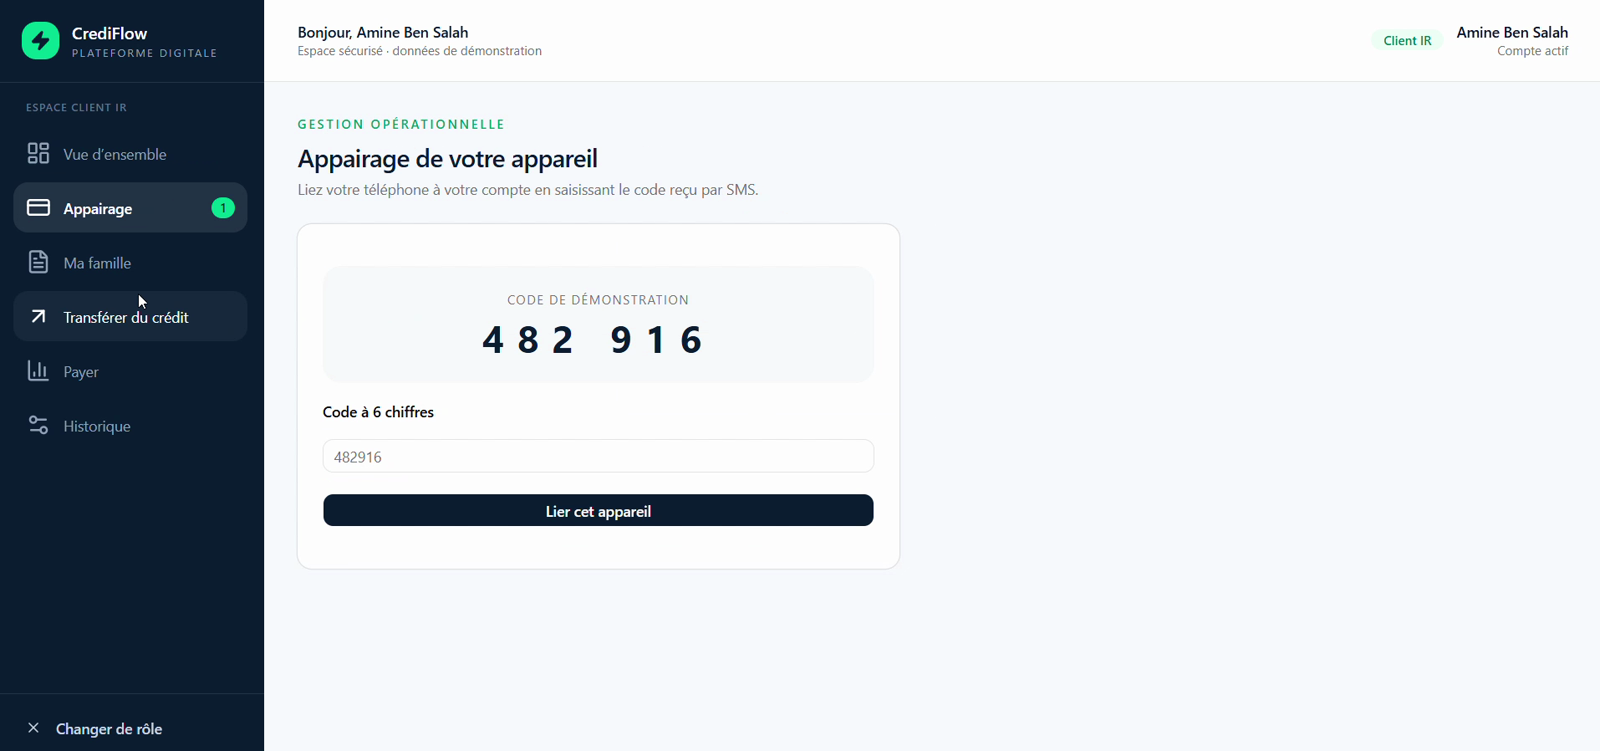 CrediFlow
PLATEFORME DIGITALE
ESPACE CLIENT IR
Vue d'ensemble
Appairage 1
Ma famille
Transférer du crédit
Payer
Historique
Changer de rôle
Bonjour, Amine Ben Salah
Espace sécurisé · données de démonstration
Client IR
Amine Ben Salah
Compte actif
GESTION OPÉRATIONNELLE
Appairage de votre appareil
Liez votre téléphone à votre compte en saisissant le code reçu par SMS.
CODE DE DÉMONSTRATION
482 916
Code à 6 chiffres
482916
Lier cet appareil